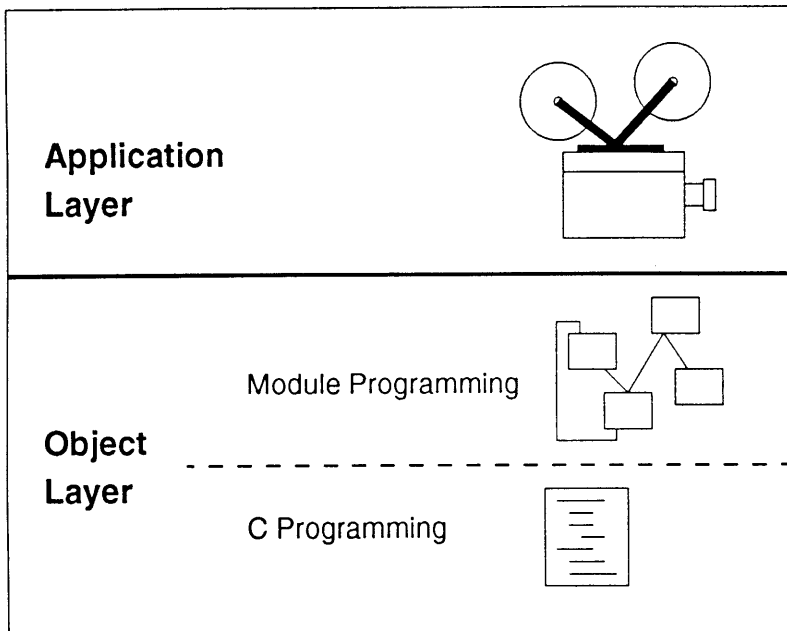 Application
Layer
Module Programming
Object
Layer
C Programming